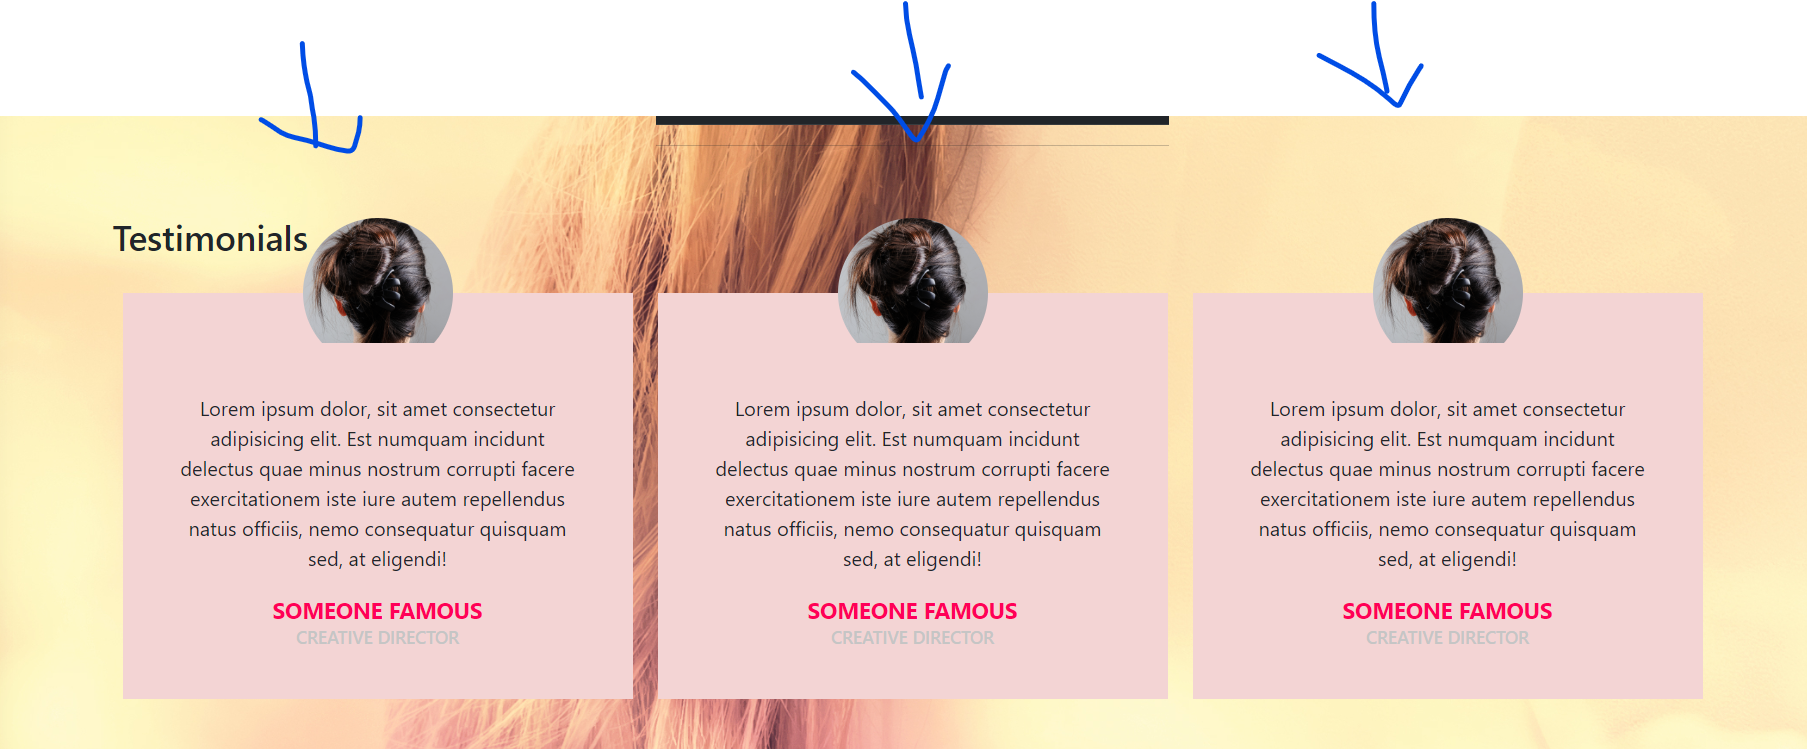 Testimonials
Lorem ipsum dolor, sit amet consectetur
adipisicing elit. Est numquam incidunt
delectus quae minus nostrum corrupti facere
exercitationem iste iure autem repellendus
natus officiis, nemo consequatur quisquam
sed, at eligendi!
SOMEONE FAMOUS
CREATIVE DIRECTOR
Lorem ipsum dolor, sit amet consectetur
adipisicing elit. Est numquam incidunt
delectus quae minus nostrum corrupti facere
exercitationem iste iure autem repellendus
natus officiis, nemo consequatur quisquam
sed, at eligendi!
SOMEONE FAMOUS
CREATIVE DIRECTOR
Lorem ipsum dolor, sit amet consectetur
adipisicing elit. Est numquam incidunt
delectus quae minus nostrum corrupti facere
exercitationem iste iure autem repellendus
natus officiis, nemo consequatur quisquam
sed, at eligendi!
SOMEONE FAMOUS
CREATIVE DIRECTOR